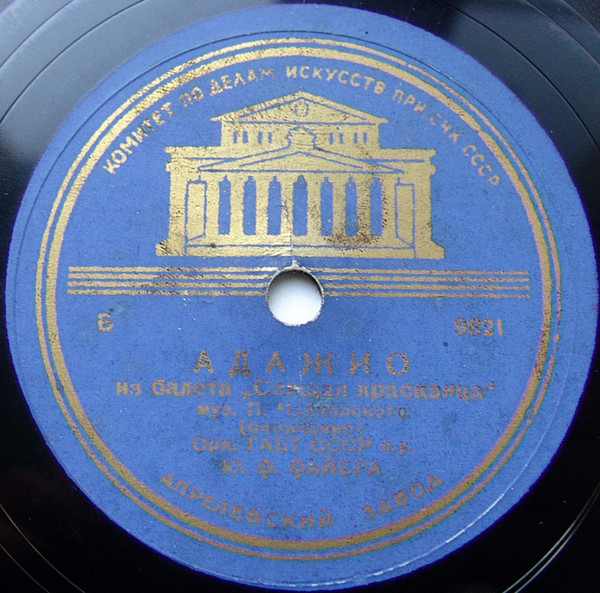 КОМИТЕТ ПО ДЕЛАМ ИСКУССТВ ПРИ СНК СССР
Б 9821
АДАЖИО
из балета „Спящая красавица“
муз. П. Чайковского
Орк. ГАБТ СССР п.у.
Ю. Ф. ФАЙЕРА
АПРЕЛЕВСКИЙ ЗАВОД